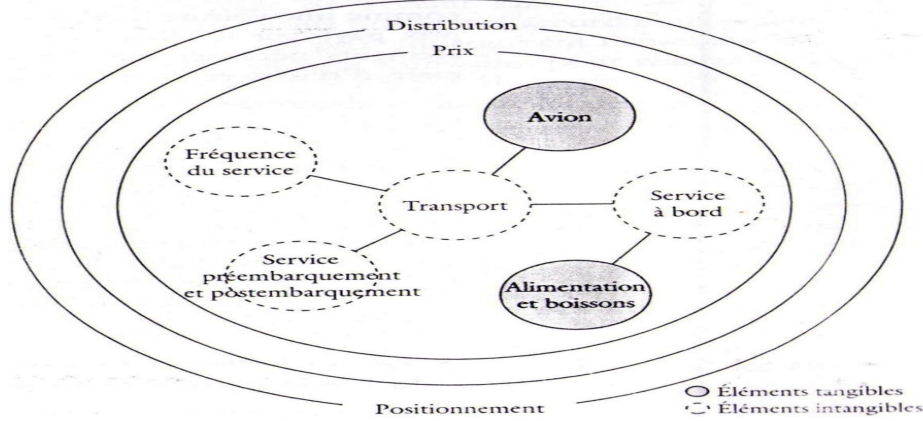 Distribution
Prix
Avion
Fréquence
du service
Transport
Service
à bord
Service
préembarquement
et postembarquement
Alimentation
et boissons
Positionnement
Éléments tangibles
Éléments intangibles